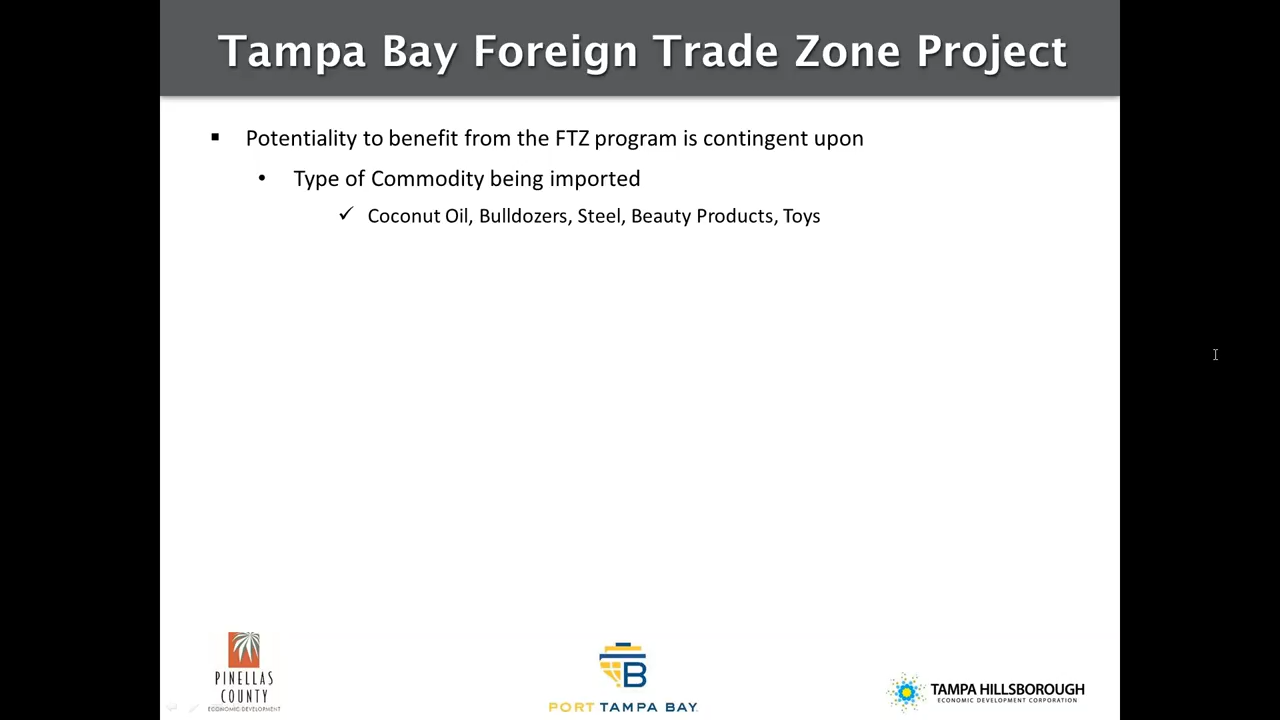 Tampa Bay Foreign Trade Zone Project
Potentiality to benefit from the FTZ program is contingent upon
Type of Commodity being imported
Coconut Oil, Bulldozers, Steel, Beauty Products, Toys
PINELLAS
COUNTY
ECONOMIC DEVELOPMENT
B
PORT TAMPA BAY
TAMPA HILLSBOROUGH
ECONOMIC DEVELOPMENT CORPORATION